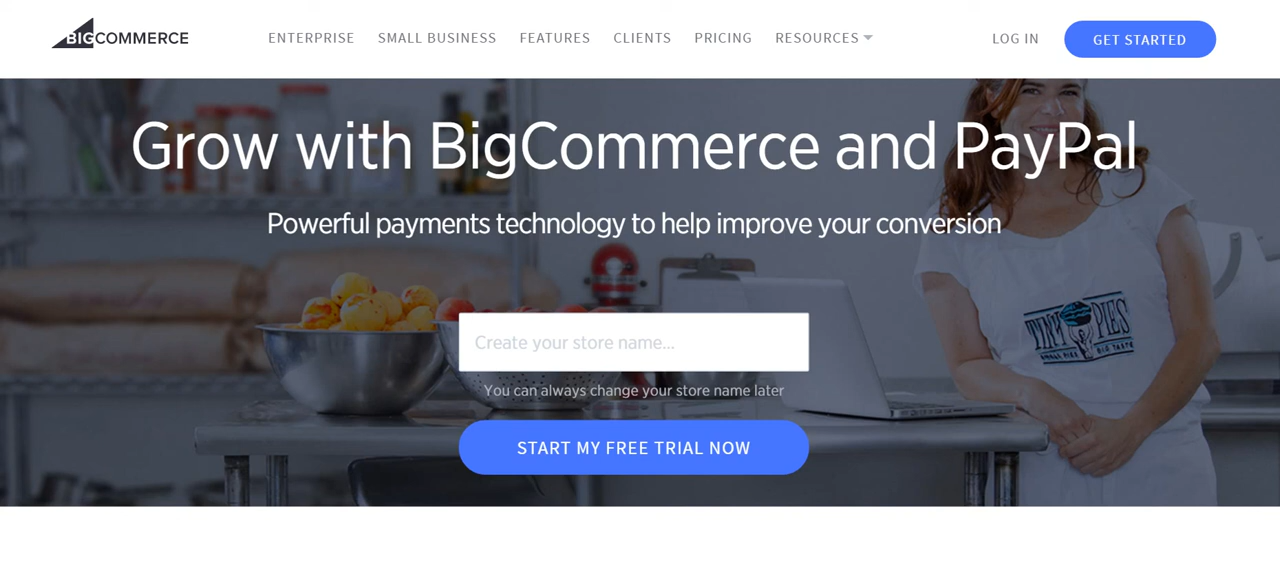 BIGCOMMERCE
ENTERPRISE SMALL BUSINESS FEATURES CLIENTS PRICING RESOURCES LOG IN GET STARTED
Grow with BigCommerce and PayPal
Powerful payments technology to help improve your conversion
Create your store name...
You can always change your store name later
START MY FREE TRIAL NOW
TINY PIES